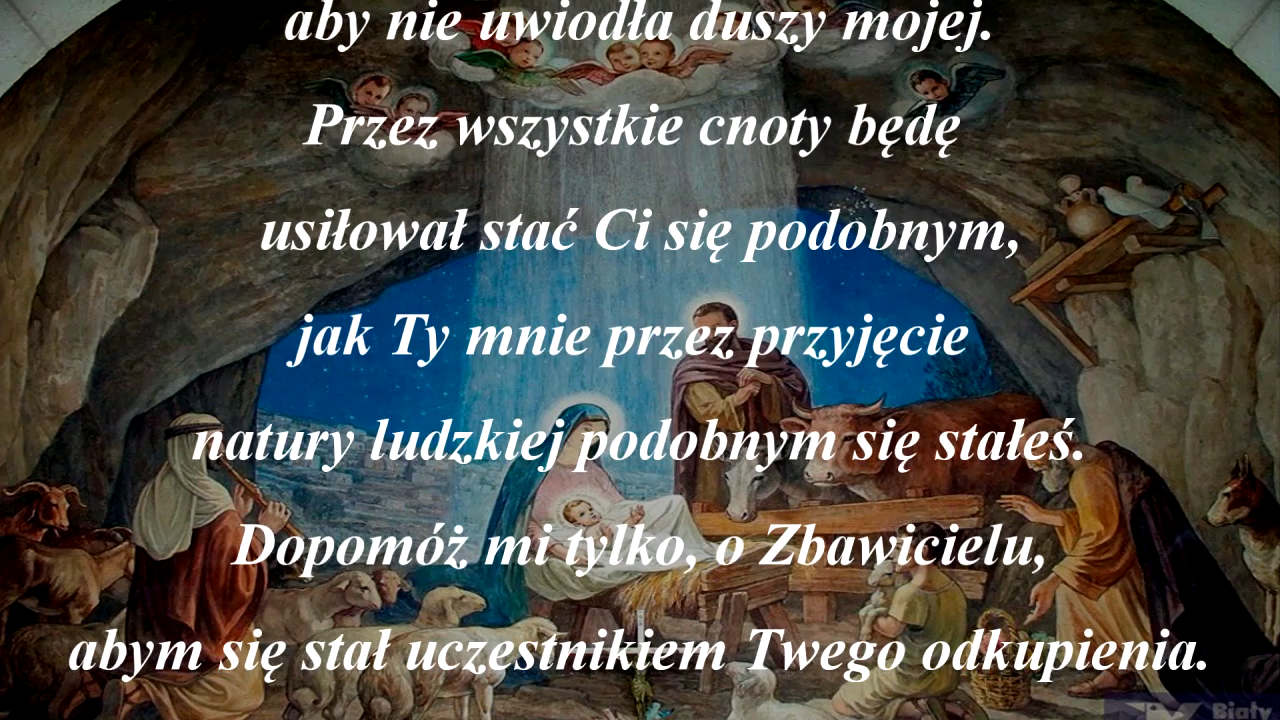 aby nie uwiodła duszy mojej.
Przez wszystkie cnoty będę
usiłował stać Ci się podobnym,
jak Ty mnie przez przyjęcie
natury ludzkiej podobnym się stałeś.
Dopomóż mi tylko, o Zbawicielu,
abym się stał uczestnikiem Twego odkupienia.
Biały